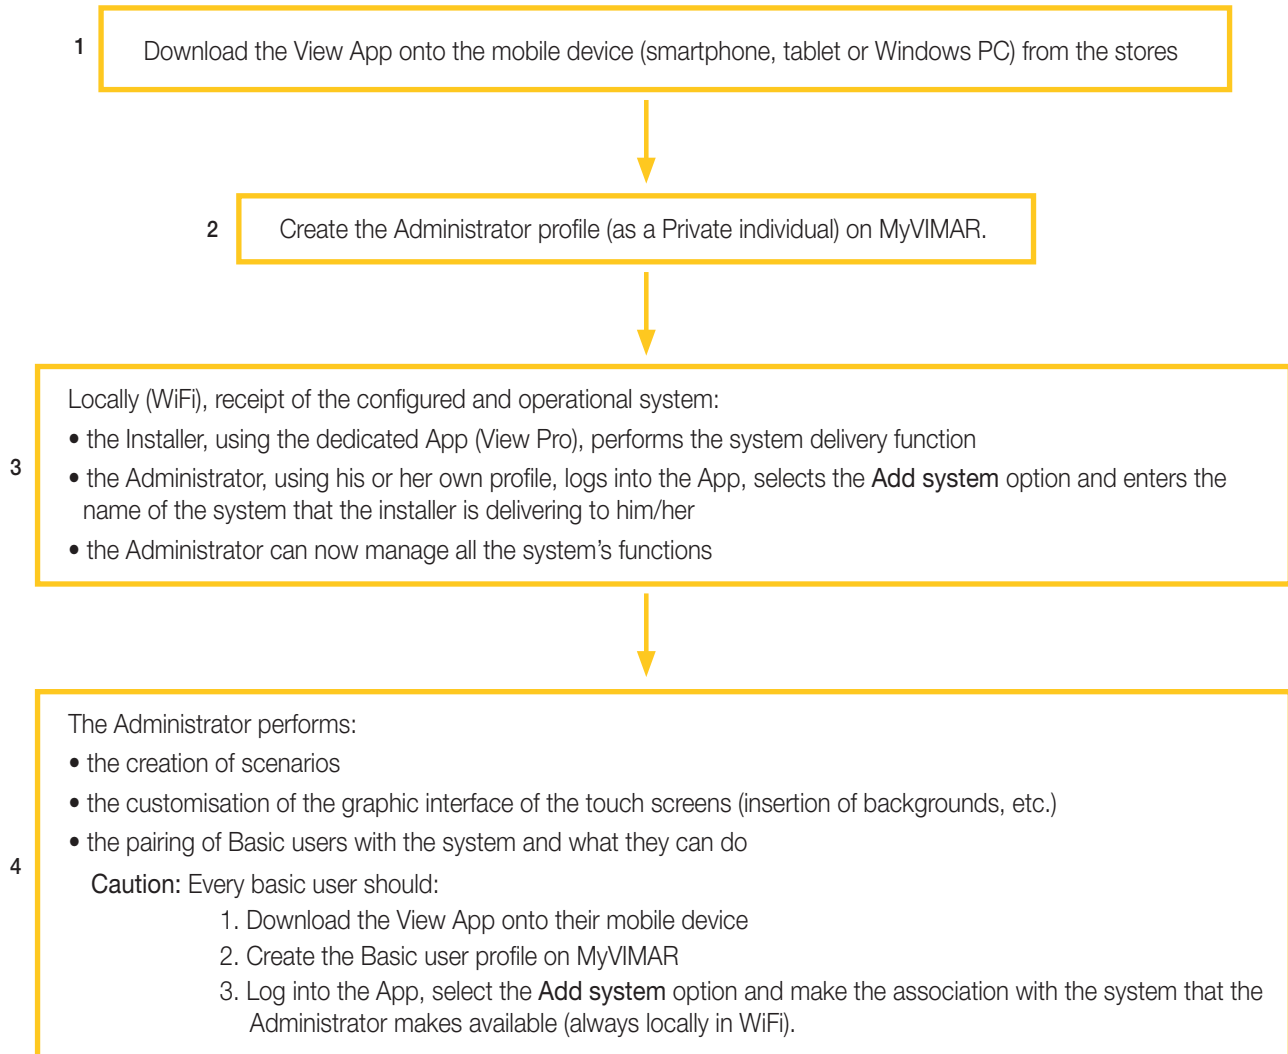 1
Download the View App onto the mobile device (smartphone, tablet or Windows PC) from the stores
2
Create the Administrator profile (as a Private individual) on MyVIMAR.
3
Locally (WiFi), receipt of the configured and operational system:
• the Installer, using the dedicated App (View Pro), performs the system delivery function
• the Administrator, using his or her own profile, logs into the App, selects the Add system option and enters the
name of the system that the installer is delivering to him/her
• the Administrator can now manage all the system’s functions
4
The Administrator performs:
• the creation of scenarios
• the customisation of the graphic interface of the touch screens (insertion of backgrounds, etc.)
• the pairing of Basic users with the system and what they can do
Caution: Every basic user should:
1. Download the View App onto their mobile device
2. Create the Basic user profile on MyVIMAR
3. Log into the App, select the Add system option and make the association with the system that the
Administrator makes available (always locally in WiFi).